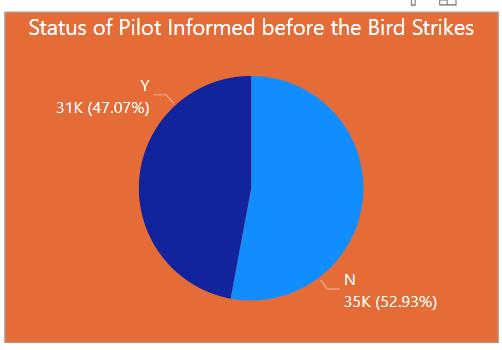 Status of Pilot Informed before the Bird Strikes
Y
31K (47.07%)
N
35K (52.93%)